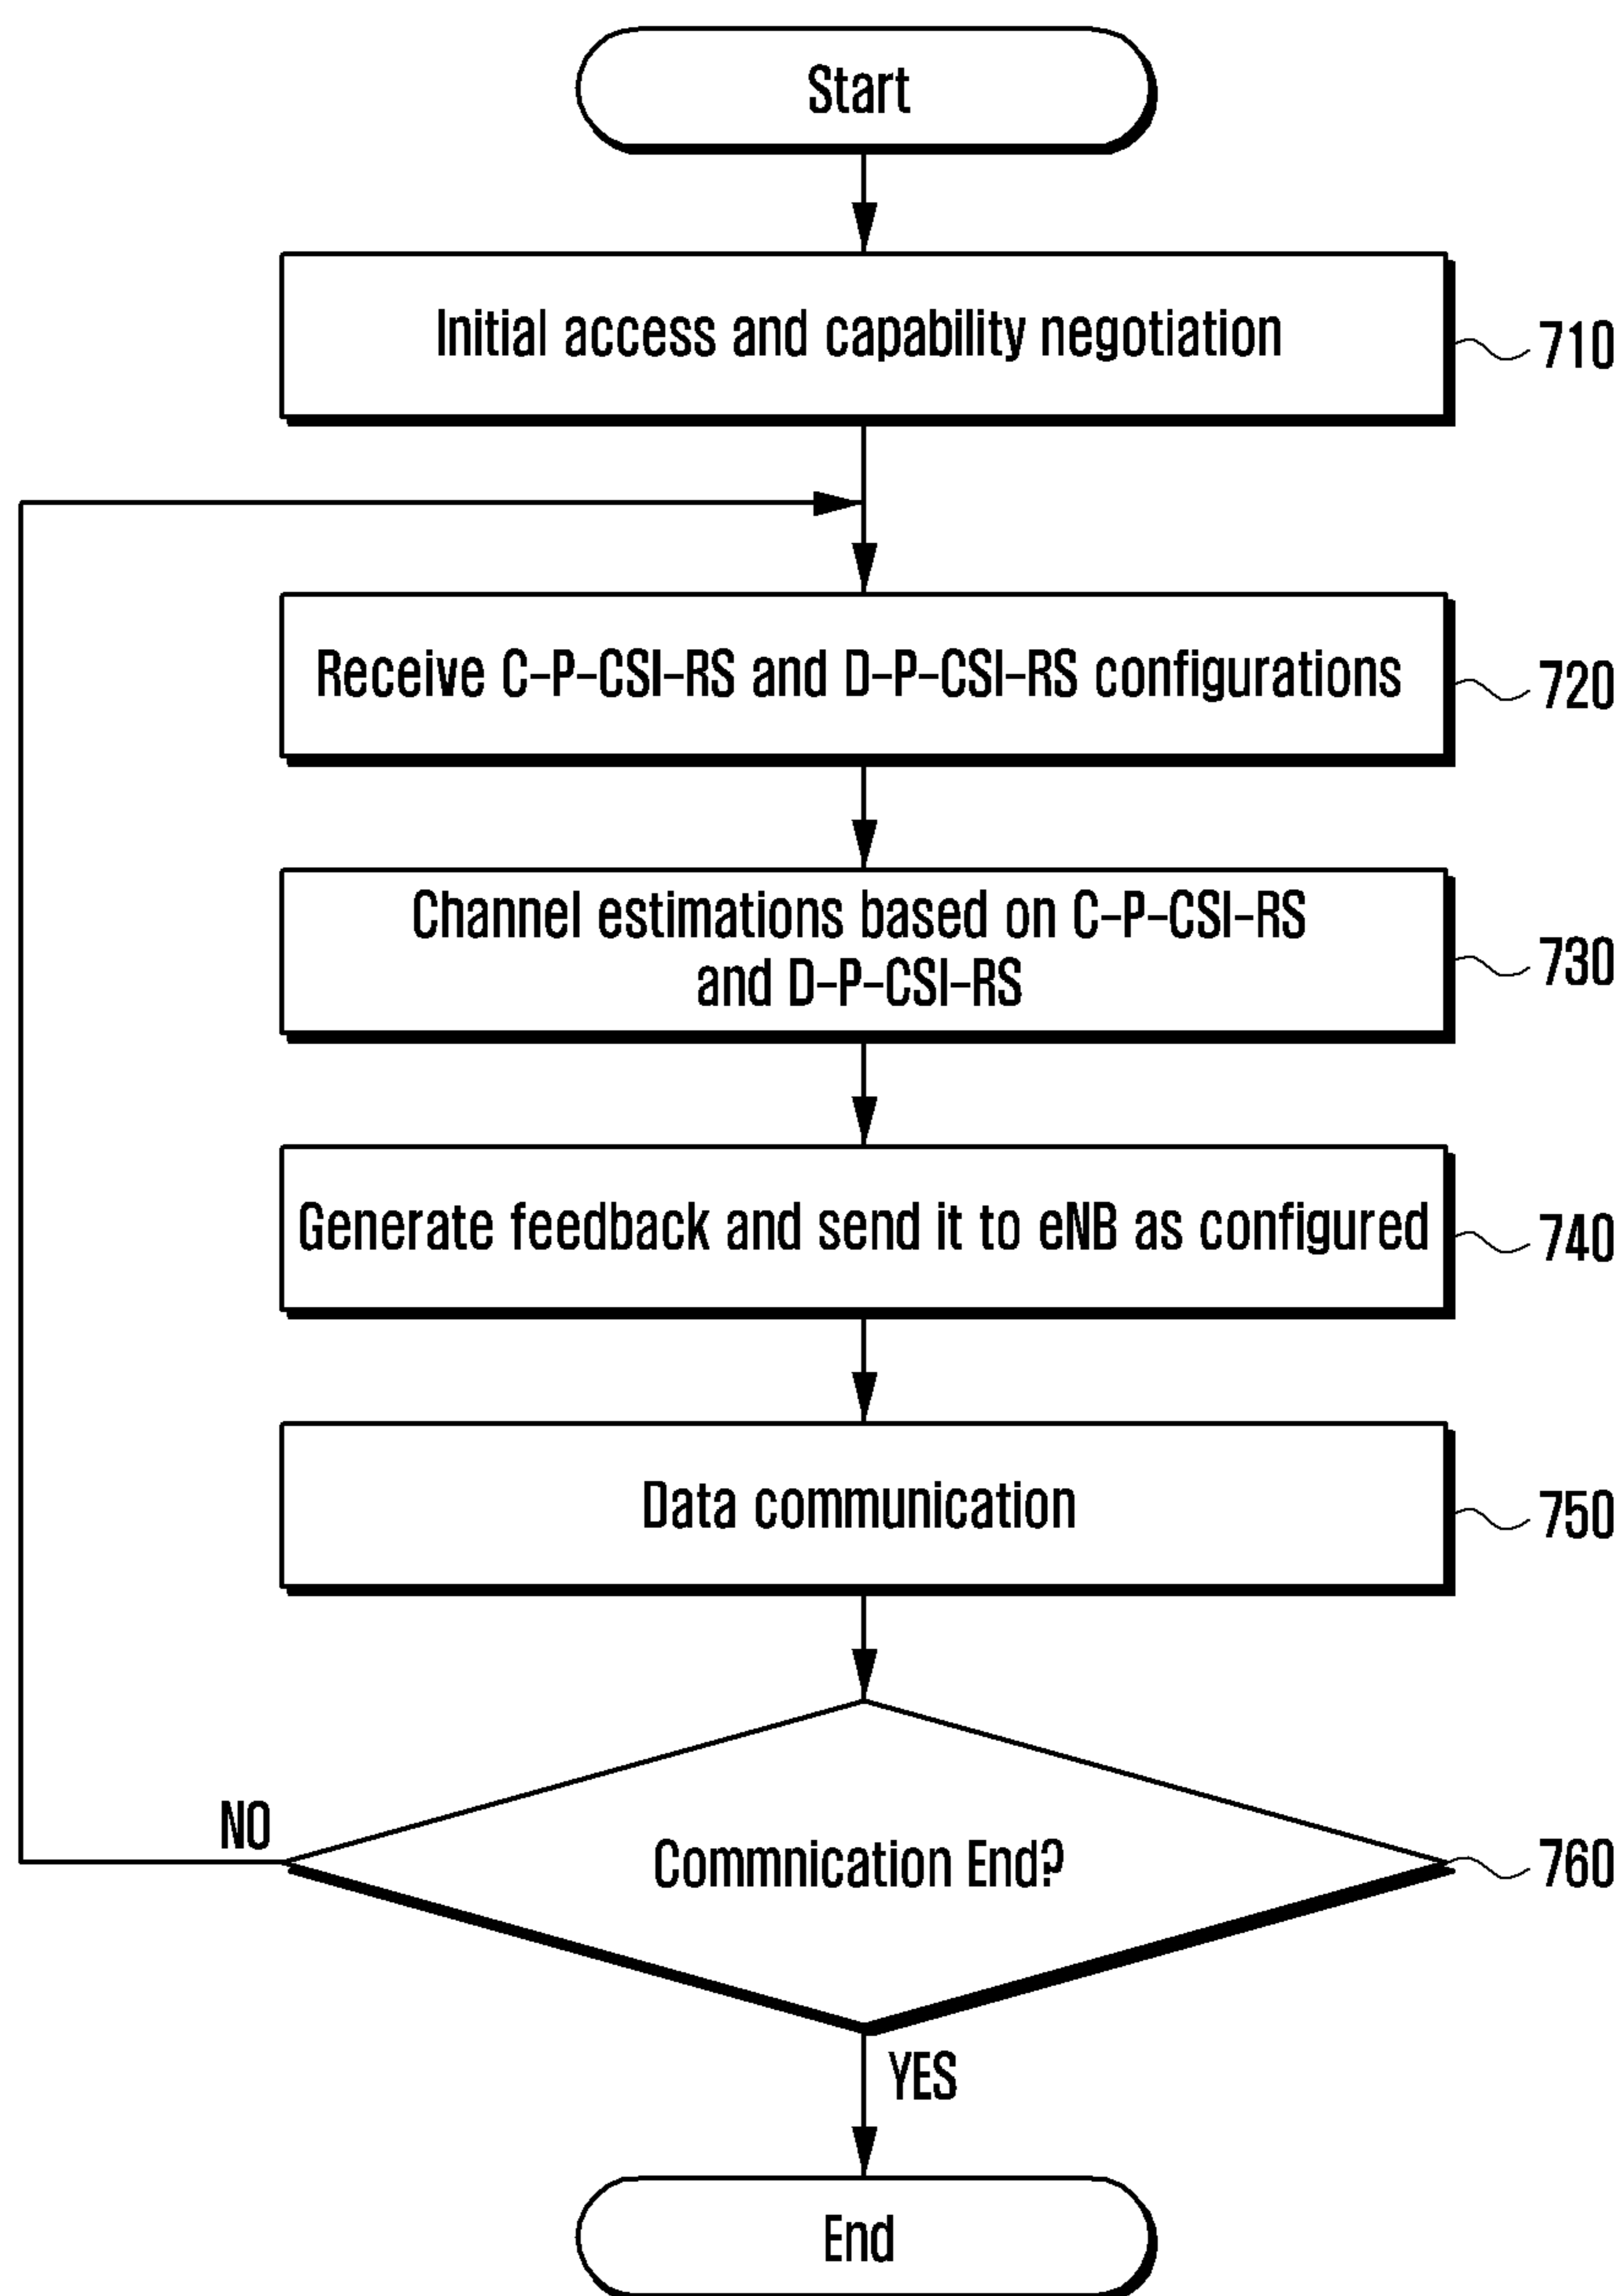 Start
Initial access and capability negotiation
710
Receive C-P-CSI-RS and D-P-CSI-RS configurations
720
Channel estimations based on C-P-CSI-RS
and D-P-CSI-RS
730
Generate feedback and send it to eNB as configured
740
Data communication
750
NO
Commnication End?
760
YES
End